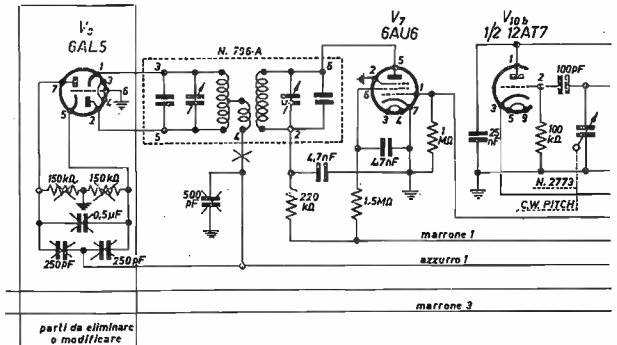 V9
6AL5
V7
6AU6
V10b
1/2 12AT7
N. 796-A
7
1
3
6
4
5
2
3
5
4
6
2
5
2
6
1
3
4
7
1
2
3
5
9
100pF
150kΩ
150kΩ
0,5µF
250pF
250pF
500
pF
4,7nF
220
kΩ
47nF
1,5MΩ
1
MΩ
25
nF
100
kΩ
N. 2773
C.W. PITCH
marrone 1
azzurro 1
marrone 3
parti da eliminare
o modificare